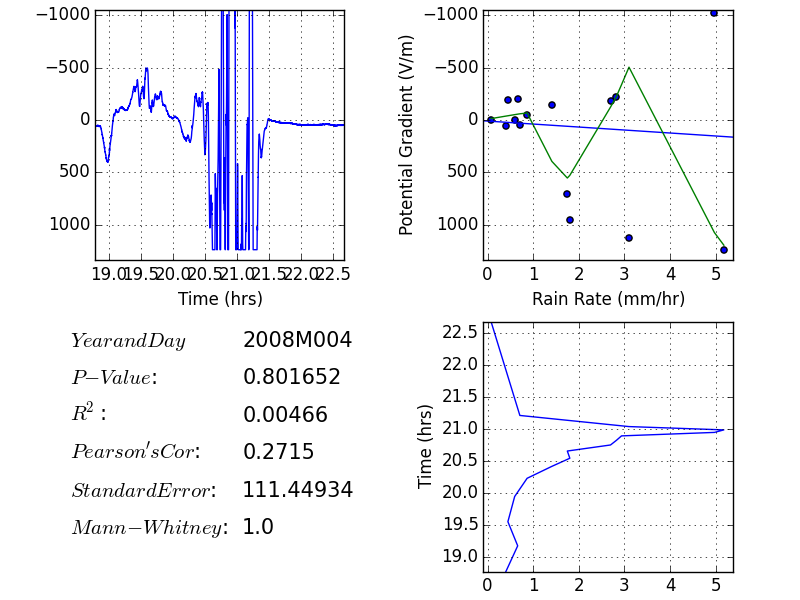 −1000
−500
0
500
1000
19.0 19.5 20.0 20.5 21.0 21.5 22.0 22.5
Time (hrs)
Potential Gradient (V/m)
−1000
−500
0
500
1000
0 1 2 3 4 5
Rain Rate (mm/hr)
YearandDay 2008M004
P−Value: 0.801652
R²: 0.00466
Pearson'sCor: 0.2715
StandardError: 111.44934
Mann−Whitney: 1.0
Time (hrs)
22.5
22.0
21.5
21.0
20.5
20.0
19.5
19.0
0 1 2 3 4 5